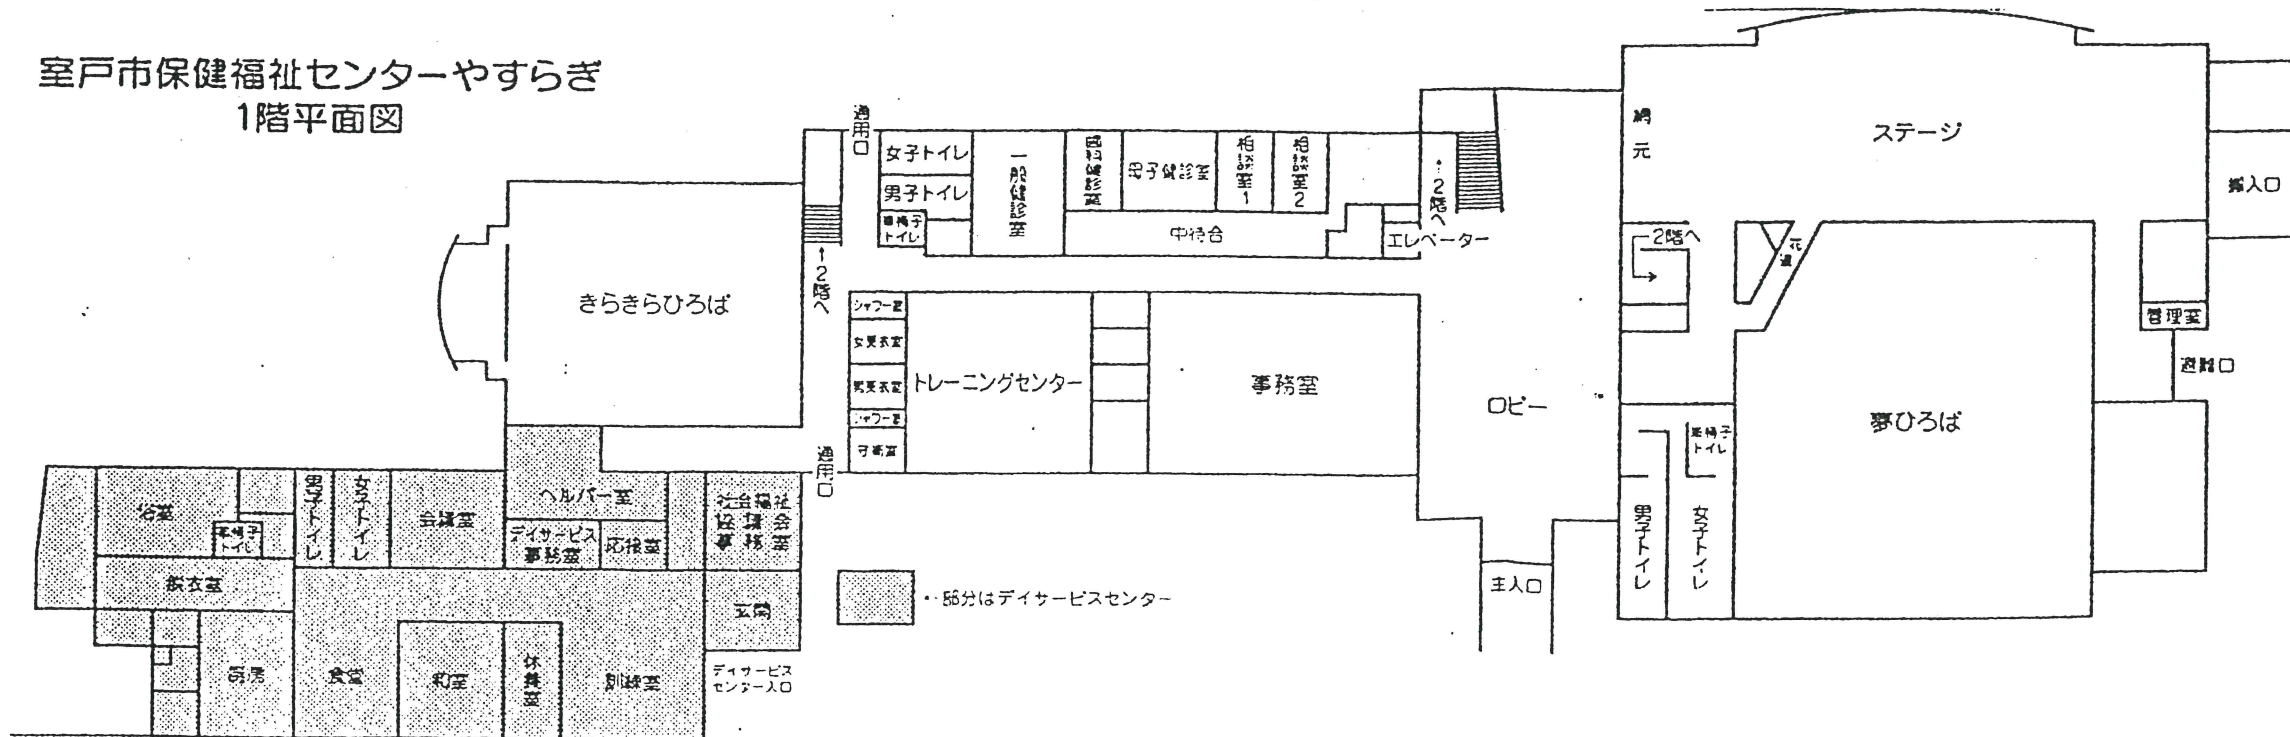 室戸市保健福祉センターやすらぎ
1階平面図
通用口
女子トイレ
男子トイレ
車椅子
トイレ
一般健診室
歯科健診室
母子健診室
相談室1
相談室2
中待合
↑2階へ
エレベーター
綱元
ステージ
搬入口
2階へ
花道
管理室
避難口
きらきらひろば
↑2階へ
シャワー室
女更衣室
男更衣室
シャワー室
守衛室
トレーニングセンター
事務室
ロビー
夢ひろば
車椅子
トイレ
男子トイレ
女子トイレ
主入口
通用口
浴室
車椅子
トイレ
男子トイレ
女子トイレ
会議室
ヘルパー室
デイサービス
事務室
応接室
社会福祉
協議会
事務室
脱衣室
玄関
厨房
食堂
和室
休養室
訓練室
デイサービス
センター入口
・・部分はデイサービスセンター